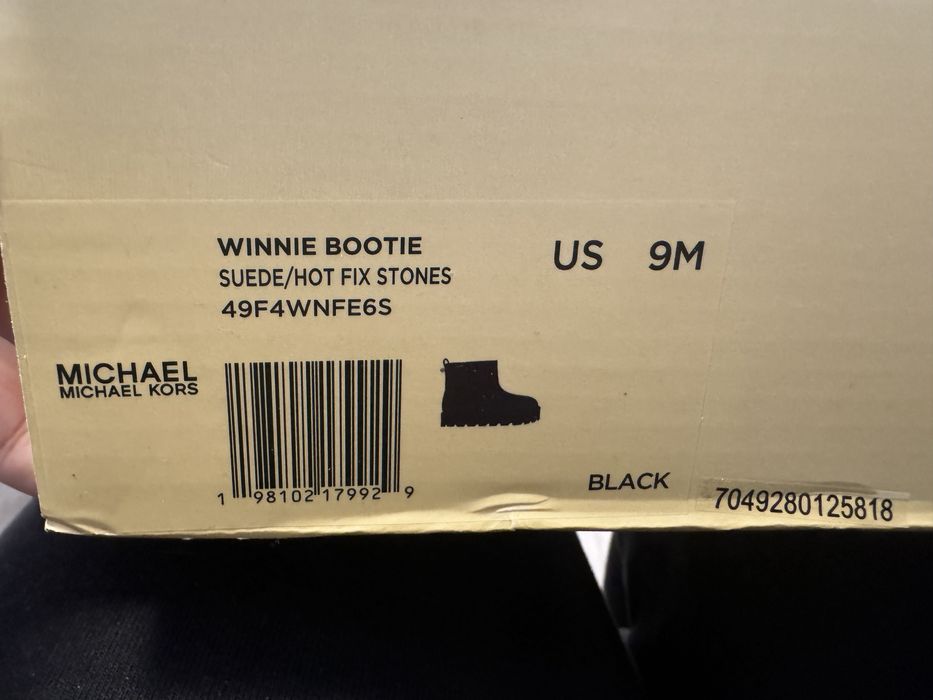 WINNIE BOOTIE
SUEDE/HOT FIX STONES
49F4WNFE6S
US 9M
MICHAEL
MICHAEL KORS
1 98102 17992 9
BLACK
7049280125818